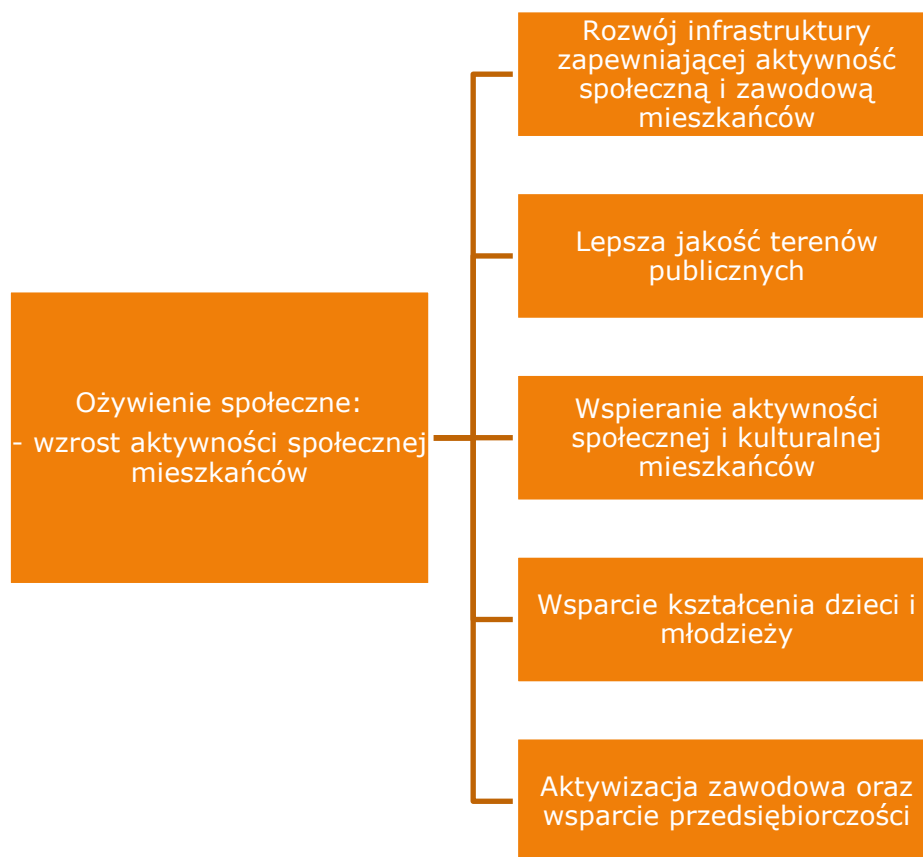 Ożywienie społeczne:
- wzrost aktywności społecznej
mieszkańców
Rozwój infrastruktury
zapewniającej aktywność
społeczną i zawodową
mieszkańców
Lepsza jakość terenów
publicznych
Wspieranie aktywności
społecznej i kulturalnej
mieszkańców
Wsparcie kształcenia dzieci i
młodzieży
Aktywizacja zawodowa oraz
wsparcie przedsiębiorczości